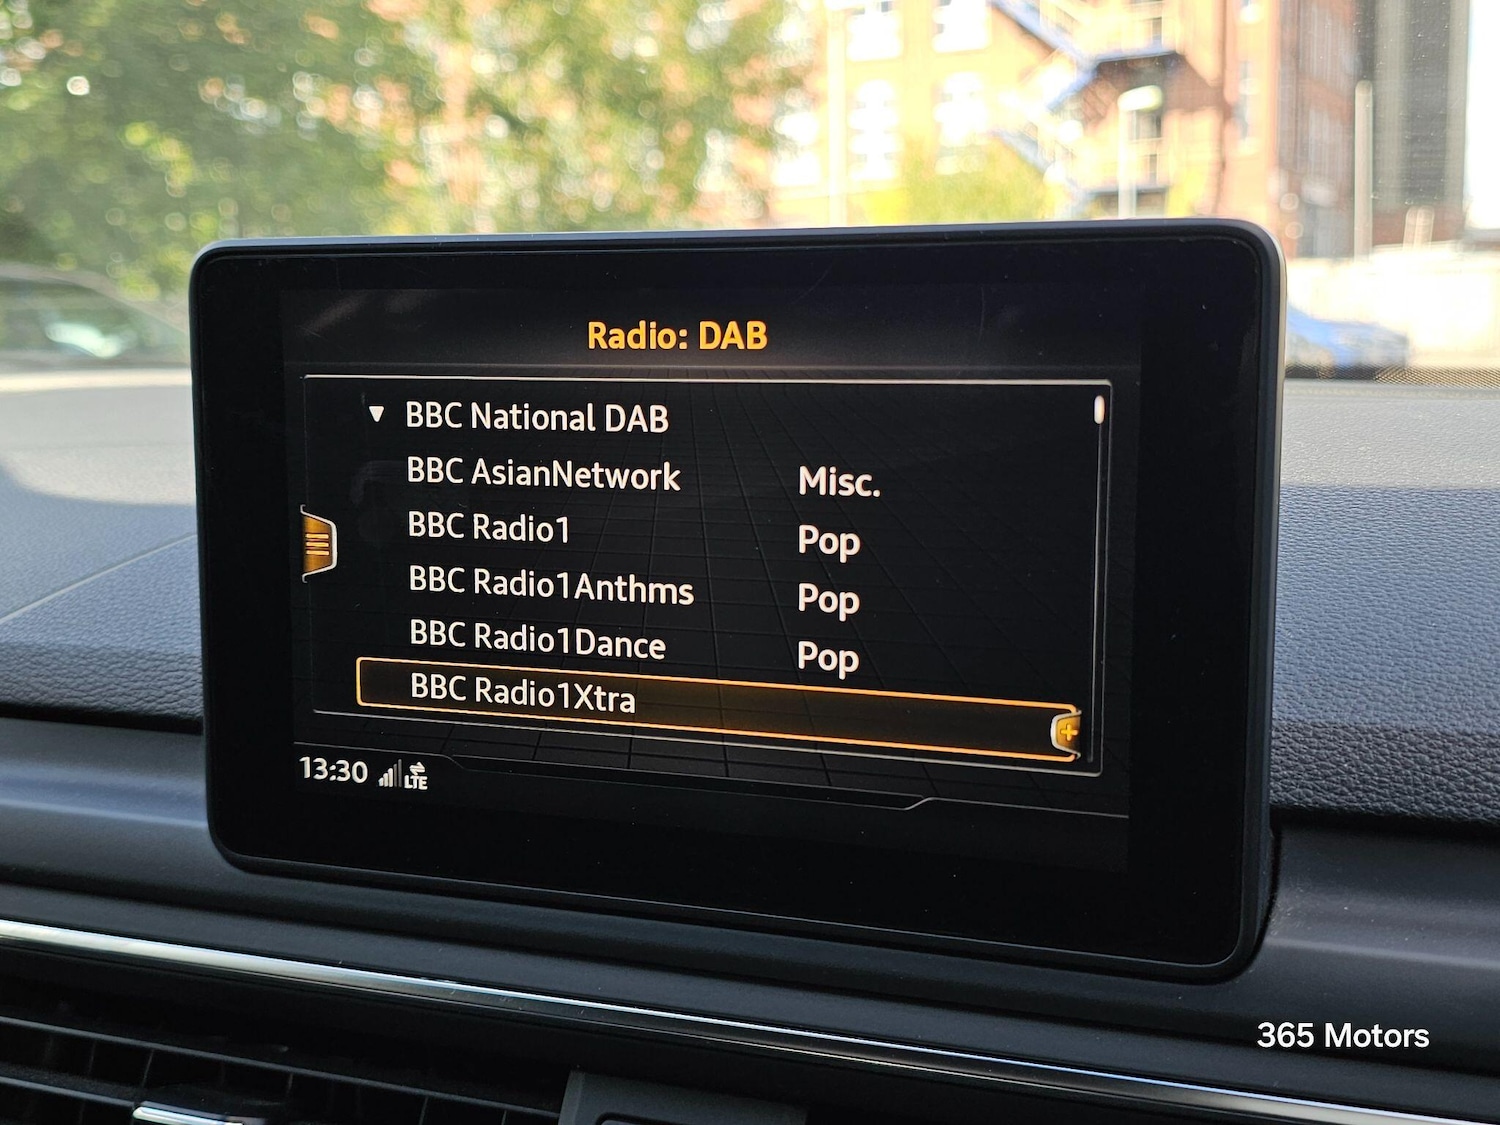 Radio: DAB
BBC National DAB
BBC AsianNetwork Misc.
BBC Radio1 Pop
BBC Radio1Anthms Pop
BBC Radio1Dance Pop
BBC Radio1Xtra
13:30 LTE
365 Motors